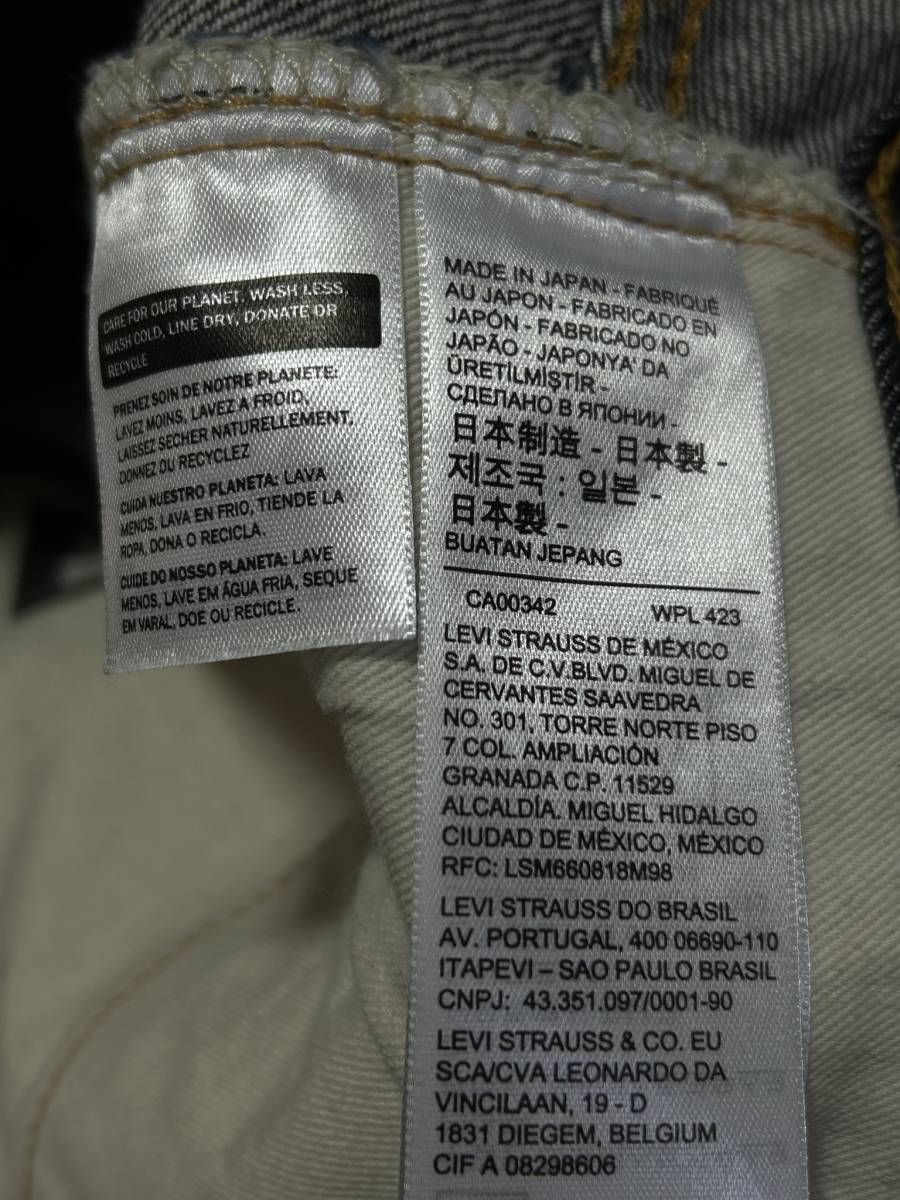 CARE FOR OUR PLANET. WASH LESS,
WASH COLD, LINE DRY, DONATE OR
RECYCLE
PRENEZ SOIN DE NOTRE PLANETE:
LAVEZ MOINS, LAVEZ A FROID,
LAISSEZ SECHER NATURELLEMENT,
DONNEZ OU RECYCLEZ
CUIDA NUESTRO PLANETA: LAVA
MENOS, LAVA EN FRIO, TIENDE LA
ROPA, DONA O RECICLA.
CUIDE DO NOSSO PLANETA: LAVE
MENOS, LAVE EM ÁGUA FRIA, SEQUE
EM VARAL, DOE OU RECICLE.
MADE IN JAPAN - FABRIQUÉ
AU JAPON - FABRICADO EN
JAPÓN - FABRICADO NO
JAPÃO - JAPONYA' DA
ÜRETİLMİŞTİR -
СДЕЛАНО В ЯПОНИИ -
日本制造 - 日本製 -
제조국 : 일본 -
日本製 -
BUATAN JEPANG
CA00342 WPL 423
LEVI STRAUSS DE MÉXICO
S.A. DE C.V.BLVD. MIGUEL DE
CERVANTES SAAVEDRA
NO. 301, TORRE NORTE PISO
7 COL. AMPLIACIÓN
GRANADA C.P. 11529
ALCALDÍA. MIGUEL HIDALGO
CIUDAD DE MÉXICO, MÉXICO
RFC: LSM660818M98
LEVI STRAUSS DO BRASIL
AV. PORTUGAL, 400 06690-110
ITAPEVI – SAO PAULO BRASIL
CNPJ: 43.351.097/0001-90
LEVI STRAUSS & CO. EU
SCA/CVA LEONARDO DA
VINCILAAN, 19 - D
1831 DIEGEM, BELGIUM
CIF A 08298606